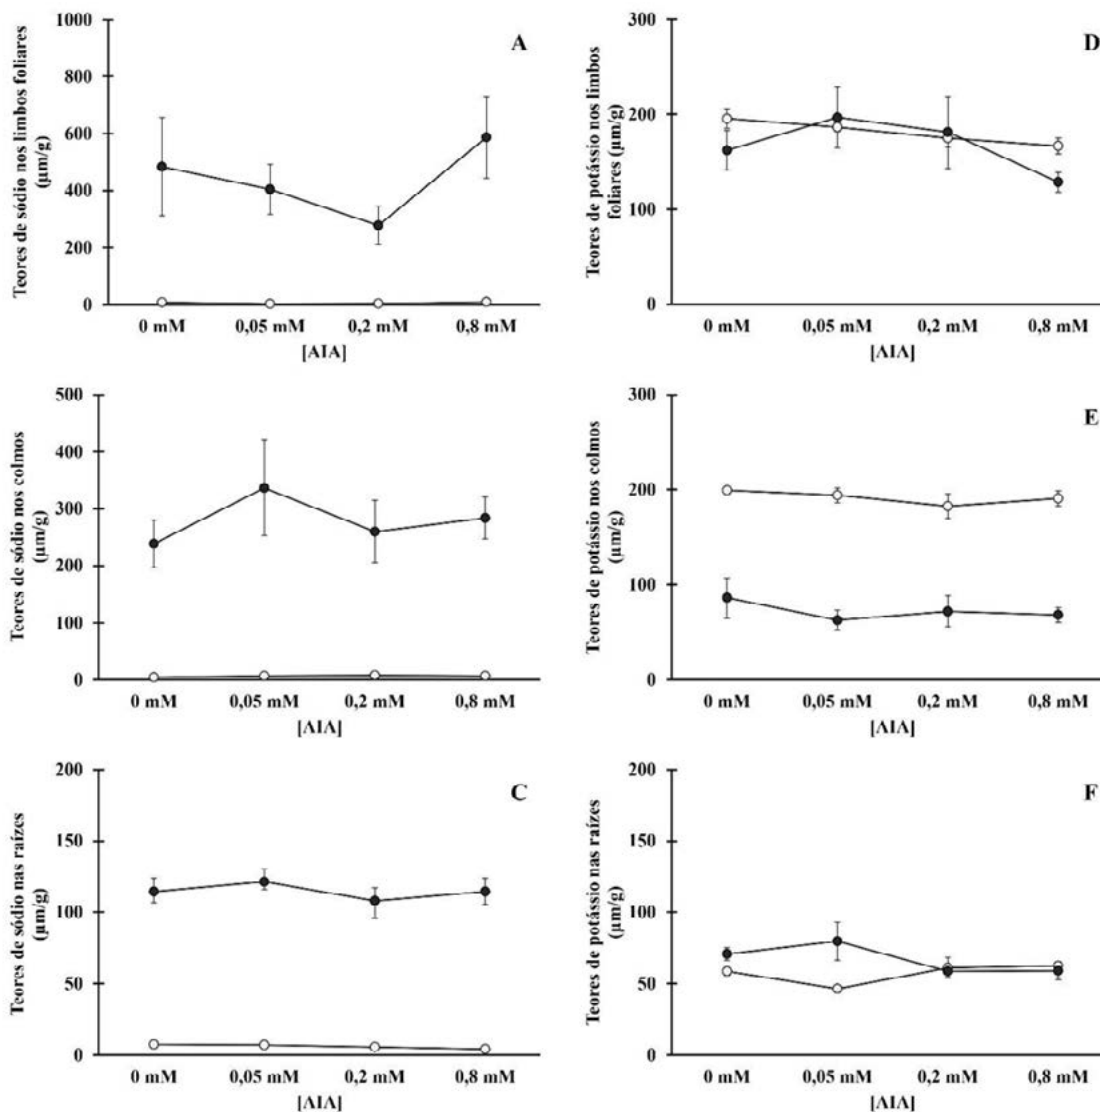 Teores de sódio nos limbos foliares
(µm/g)
1000
800
600
400
200
0
A
0 mM 0,05 mM 0,2 mM 0,8 mM
[AIA]
Teores de potássio nos limbos
foliares (µm/g)
300
200
100
0
D
0 mM 0,05 mM 0,2 mM 0,8 mM
[AIA]
Teores de sódio nos colmos
(µm/g)
500
400
300
200
100
0
0 mM 0,05 mM 0,2 mM 0,8 mM
[AIA]
Teores de potássio nos colmos
(µm/g)
300
200
100
0
E
0 mM 0,05 mM 0,2 mM 0,8 mM
[AIA]
Teores de sódio nas raízes
(µm/g)
200
150
100
50
0
C
0 mM 0,05 mM 0,2 mM 0,8 mM
[AIA]
Teores de potássio nas raízes
(µm/g)
200
150
100
50
0
F
0 mM 0,05 mM 0,2 mM 0,8 mM
[AIA]